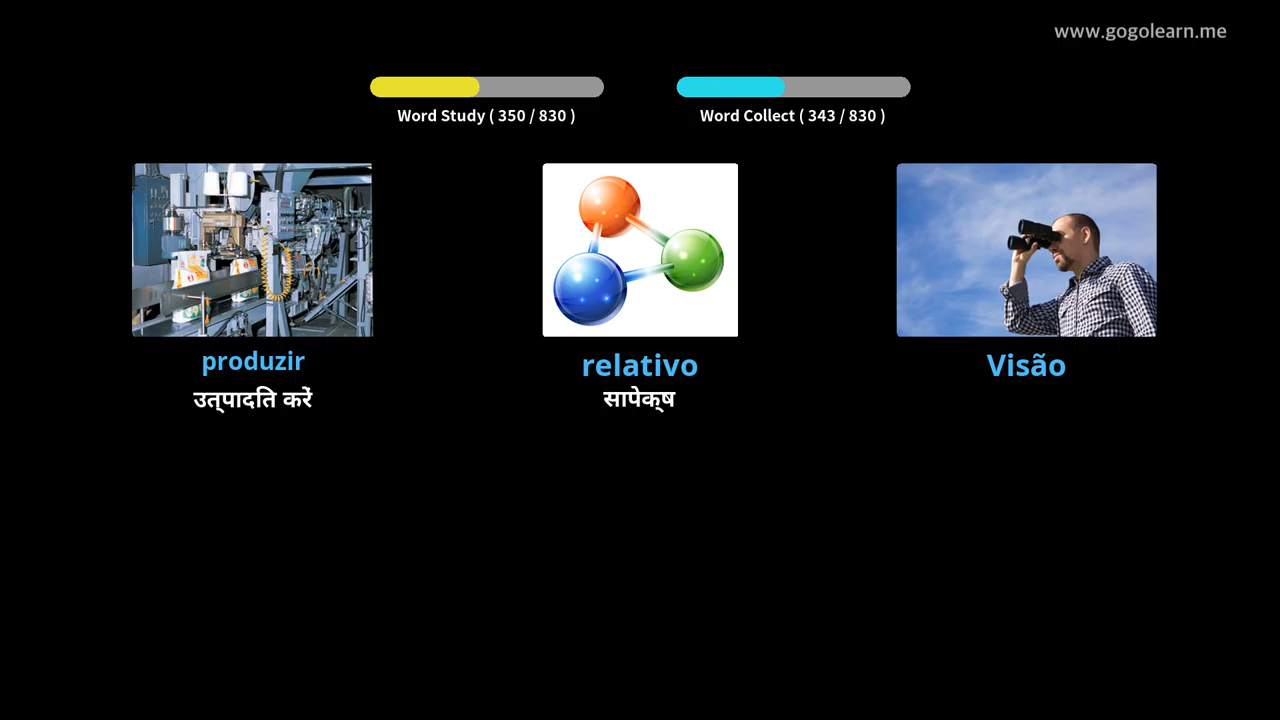 www.gogolearn.me
Word Study ( 350 / 830 )
Word Collect ( 343 / 830 )
produzir
उत्पादति करें
relativo
सापेक्ष
Visão